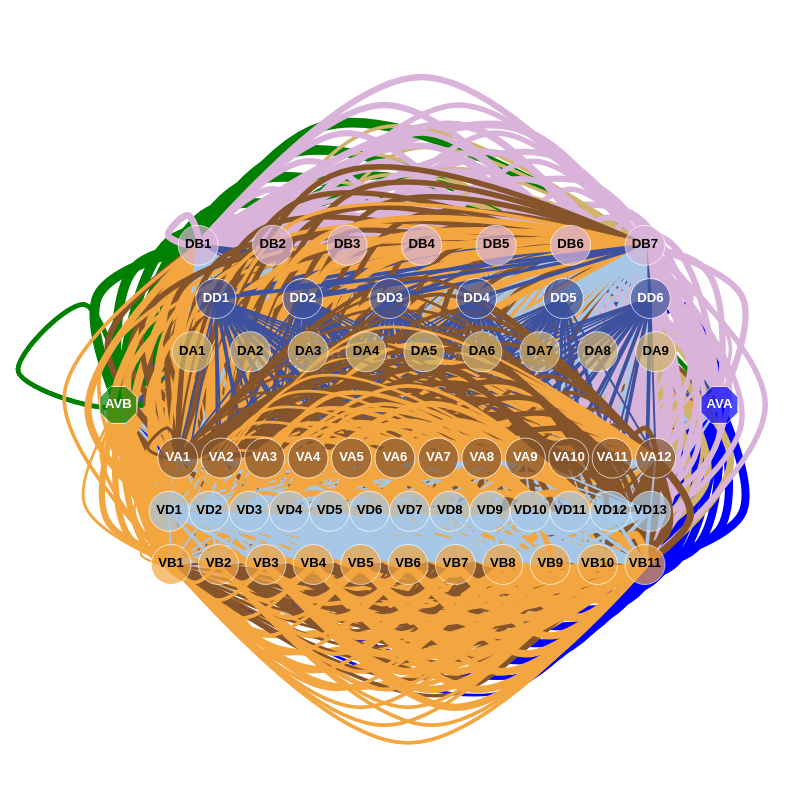 DB1 DB2 DB3 DB4 DB5 DB6 DB7
DD1 DD2 DD3 DD4 DD5 DD6
DA1 DA2 DA3 DA4 DA5 DA6 DA7 DA8 DA9
AVB AVA
VA1 VA2 VA3 VA4 VA5 VA6 VA7 VA8 VA9 VA10 VA11 VA12
VD1 VD2 VD3 VD4 VD5 VD6 VD7 VD8 VD9 VD10 VD11 VD12 VD13
VB1 VB2 VB3 VB4 VB5 VB6 VB7 VB8 VB9 VB10 VB11